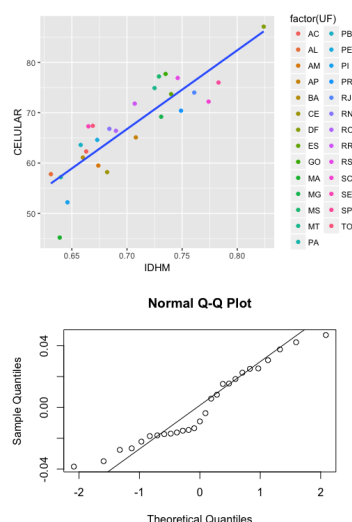 factor(UF)
AC PB
AL PE
AM PI
AP PR
BA RJ
CE RN
DF RO
ES RR
GO RS
MA SC
MG SE
MS SP
MT TO
PA
CELULAR
80
70
60
50
0.65 0.70 0.75 0.80
IDHM
Normal Q-Q Plot
Sample Quantiles
0.04
0.00
-0.04
-2 -1 0 1 2
Theoretical Quantiles